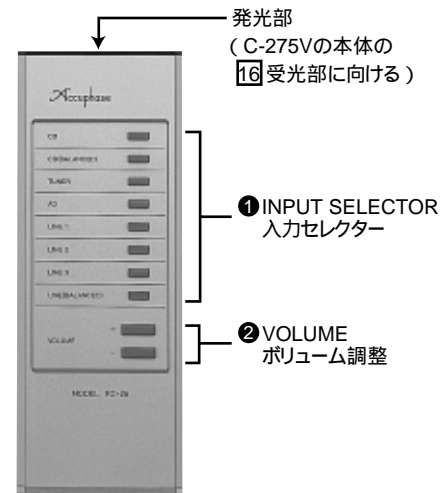 発光部
(C-275Vの本体の
16 受光部に向ける)
Accuphase
CD
CD(BALANCED)
TUNER
AD
LINE 1
LINE 2
LINE 3
LINE(BALANCED)
❶INPUT SELECTOR
入力セレクター
+
VOLUME
-
❷VOLUME
ボリューム調整
MODEL RC-26